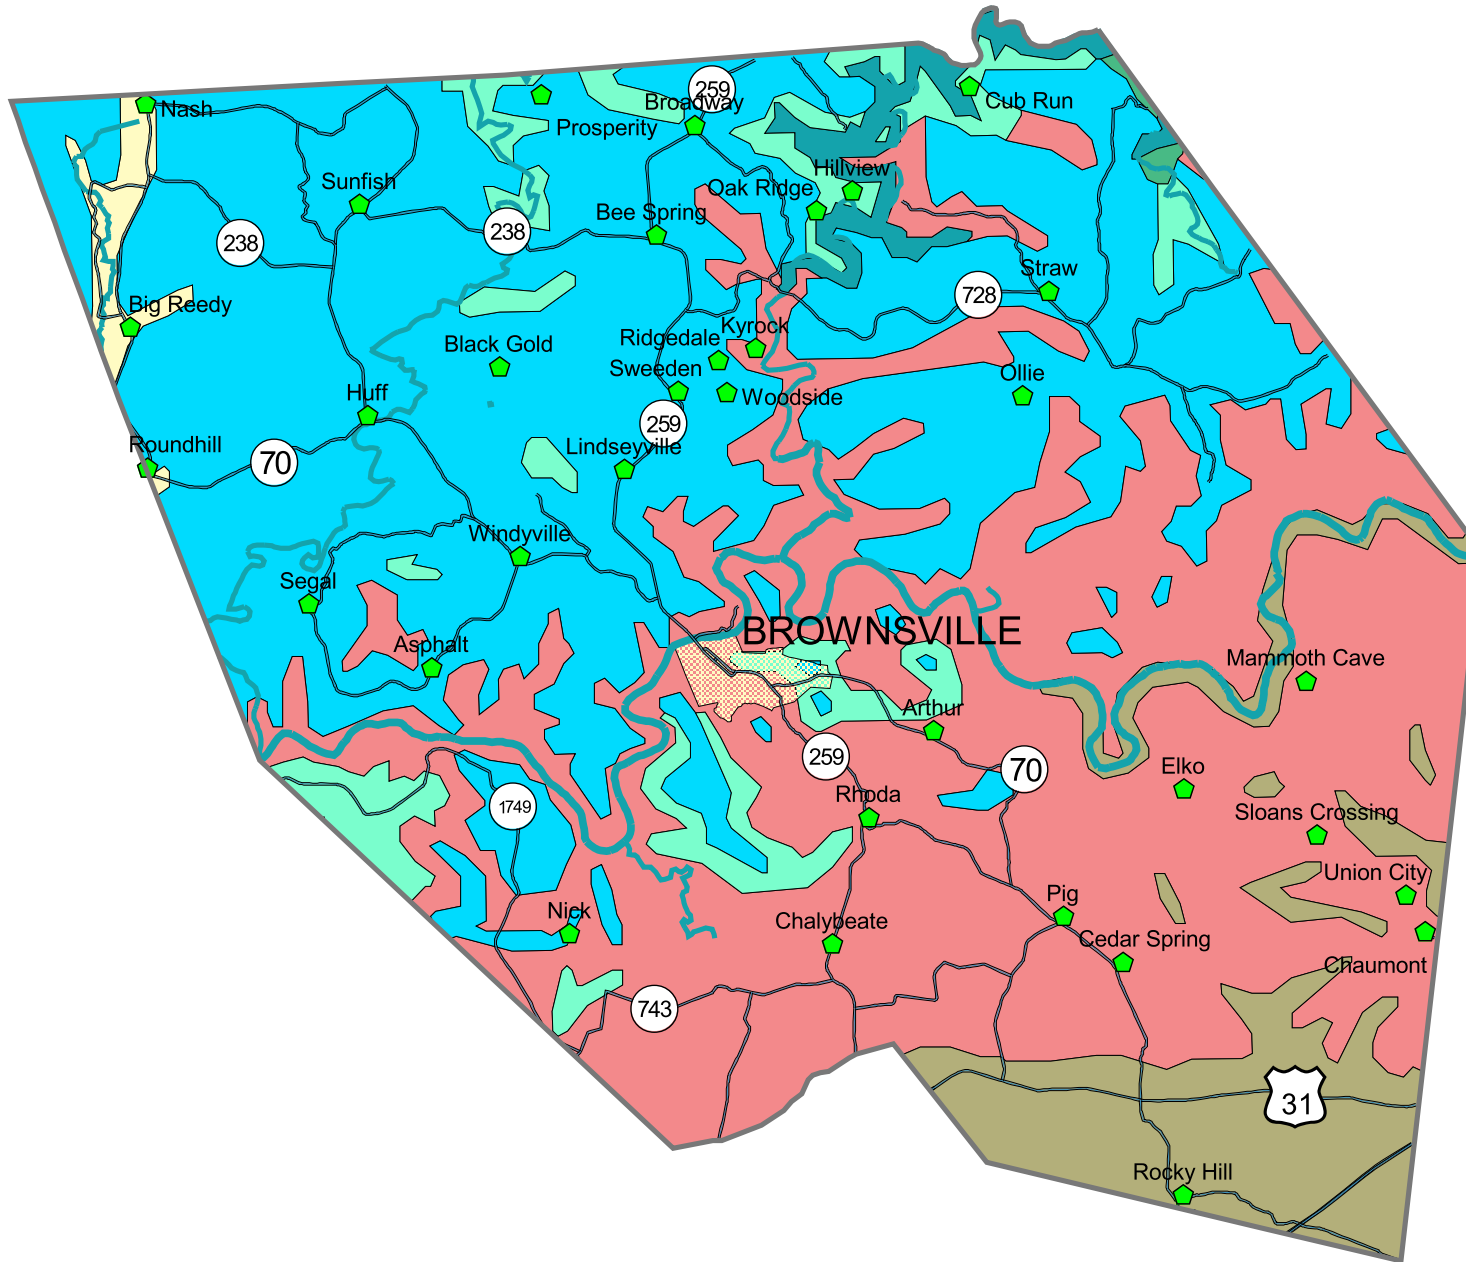 259
Nash
Broadway
Cub Run
Prosperity
Hillview
Sunfish
Oak Ridge
Bee Spring
238
238
Straw
728
Big Reedy
Kyrock
Ridgedale
Black Gold
Sweeden
Ollie
Huff
Woodside
259
Roundhill
Lindseyville
70
Windyville
Segal
BROWNSVILLE
Asphalt
Mammoth Cave
Arthur
259
70
Elko
Rhoda
1749
Sloans Crossing
Union City
Pig
Nick
Chalybeate
Cedar Spring
Chaumont
743
31
Rocky Hill